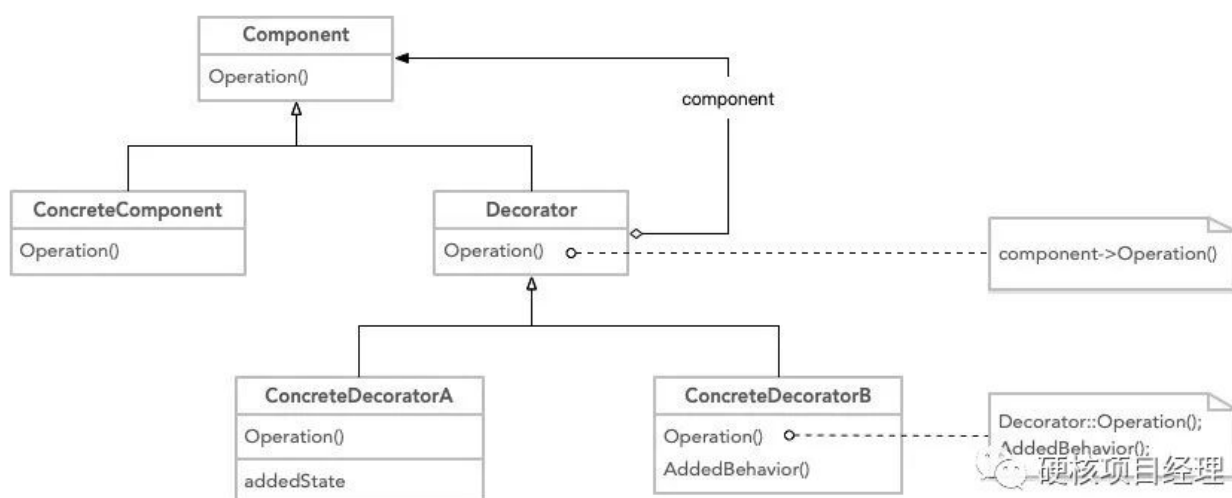 Component
Operation()
component
ConcreteComponent
Operation()
Decorator
Operation()
component->Operation()
ConcreteDecoratorA
Operation()
addedState
ConcreteDecoratorB
Operation()
AddedBehavior()
Decorator::Operation();
AddedBehavior();
硬核项目经理